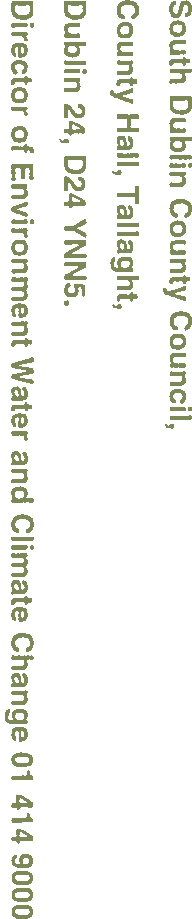 South Dublin County Council,
County Hall, Tallaght,
Dublin 24, D24 YNN5.
Director of Environment Water and Climate Change 01 414 9000